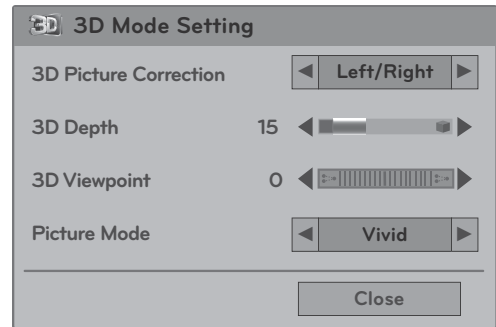 3D 3D Mode Setting
3D Picture Correction Left/Right
3D Depth 15
3D Viewpoint 0
Picture Mode Vivid
Close